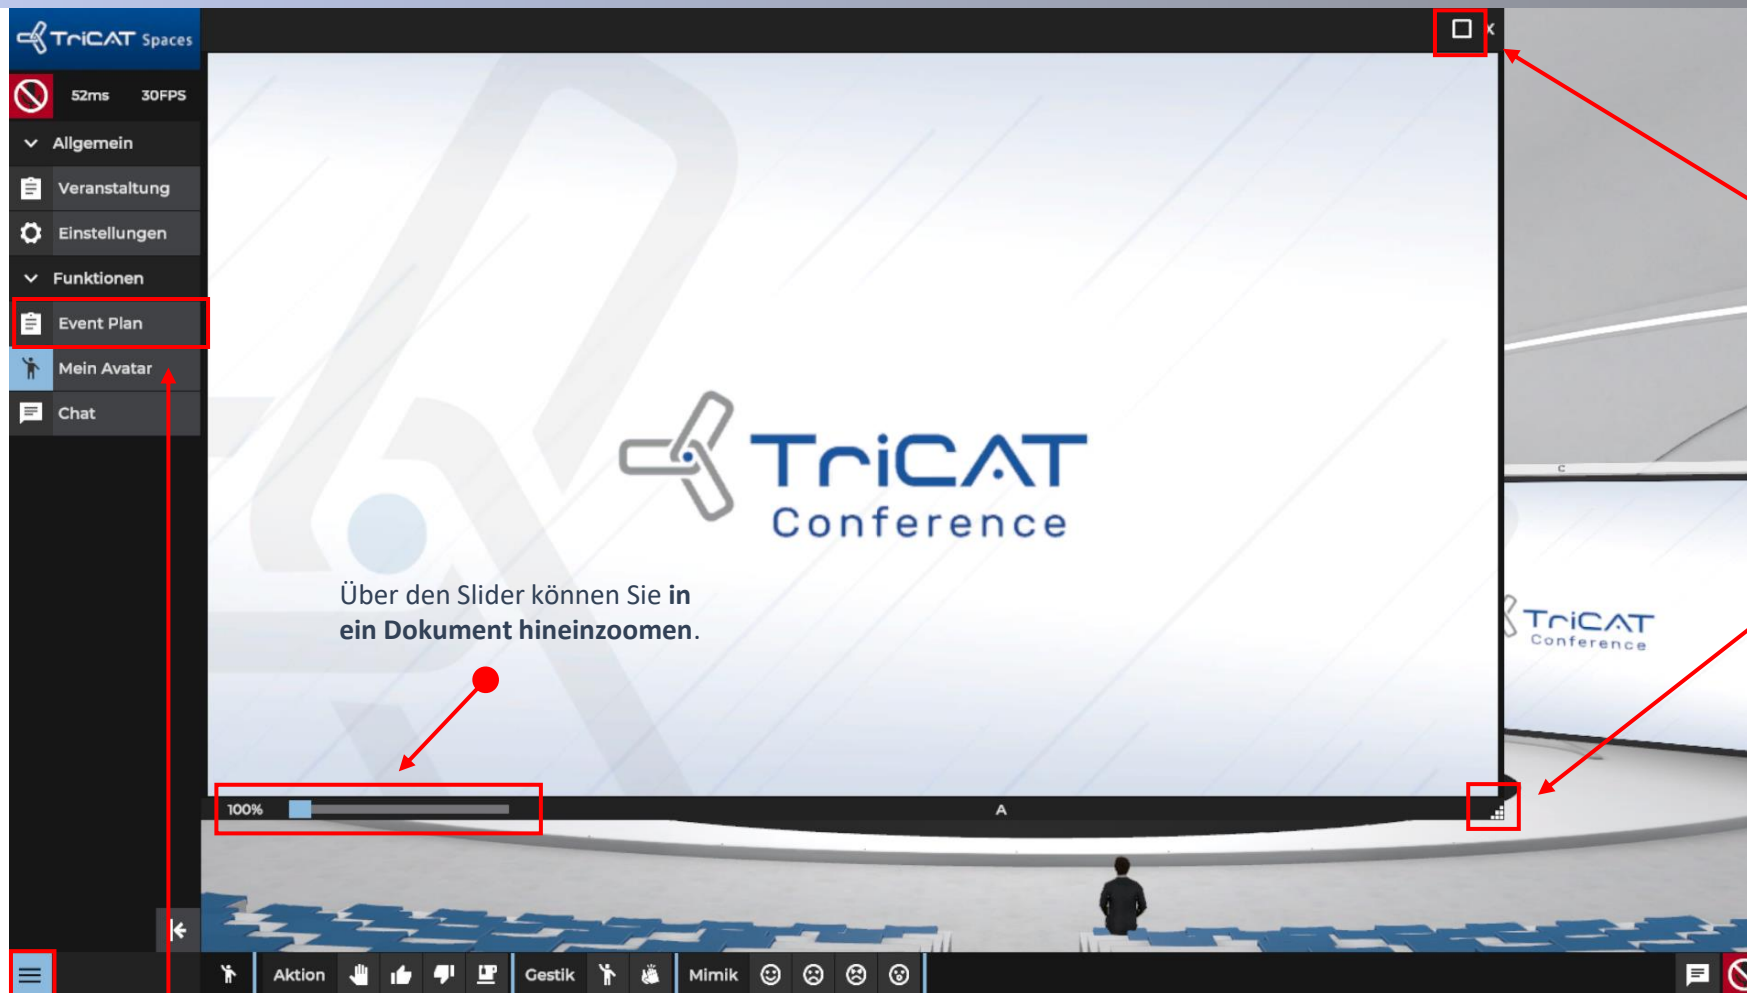 TriCAT Spaces
52ms 30FPS
Allgemein
Veranstaltung
Einstellungen
Funktionen
Event Plan
Mein Avatar
Chat
x
TriCAT
Conference
Über den Slider können Sie in
ein Dokument hineinzoomen.
100%
A
C
TriCAT
Conference
Aktion
Gestik
Mimik